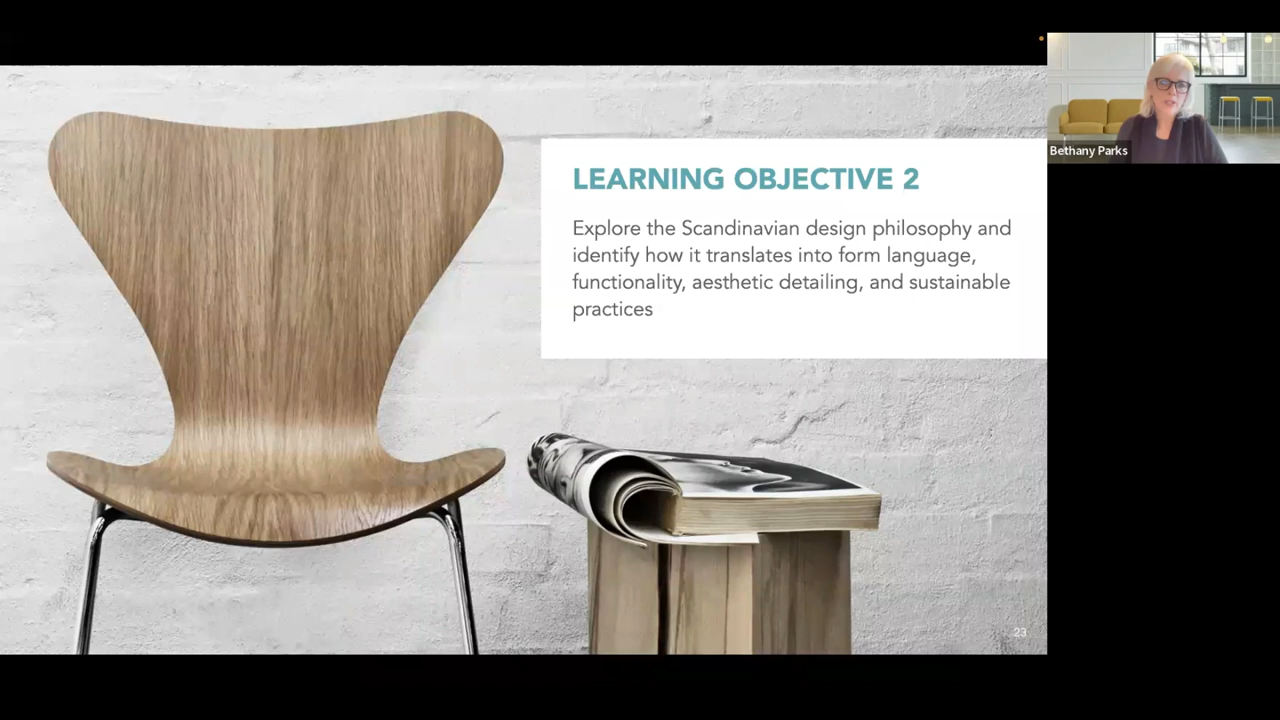 LEARNING OBJECTIVE 2
Explore the Scandinavian design philosophy and
identify how it translates into form language,
functionality, aesthetic detailing, and sustainable
practices
23
Bethany Parks